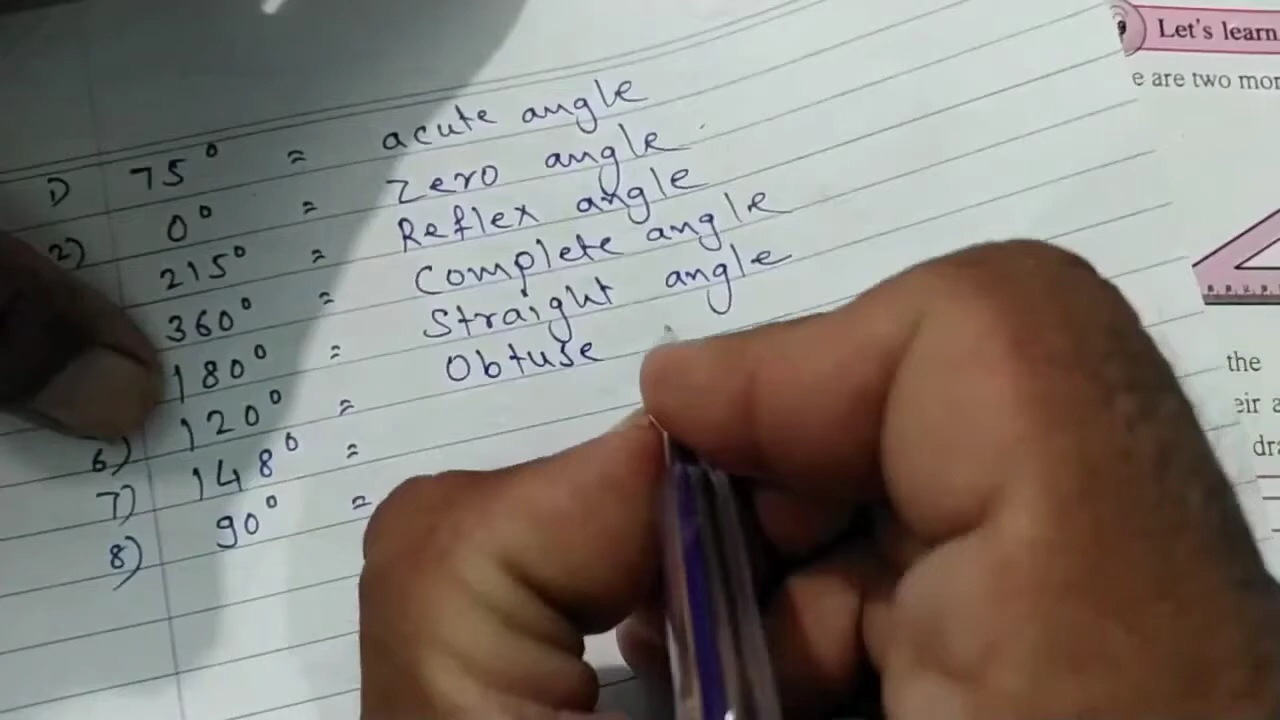 1) 75° = acute angle
2) 0° = Zero angle
215° = Reflex angle
360° = Complete angle
180° = Straight angle
6) 120° = Obtuse
7) 148° =
8) 90° =
Let's learn
e are two mor
the
eir a
dra